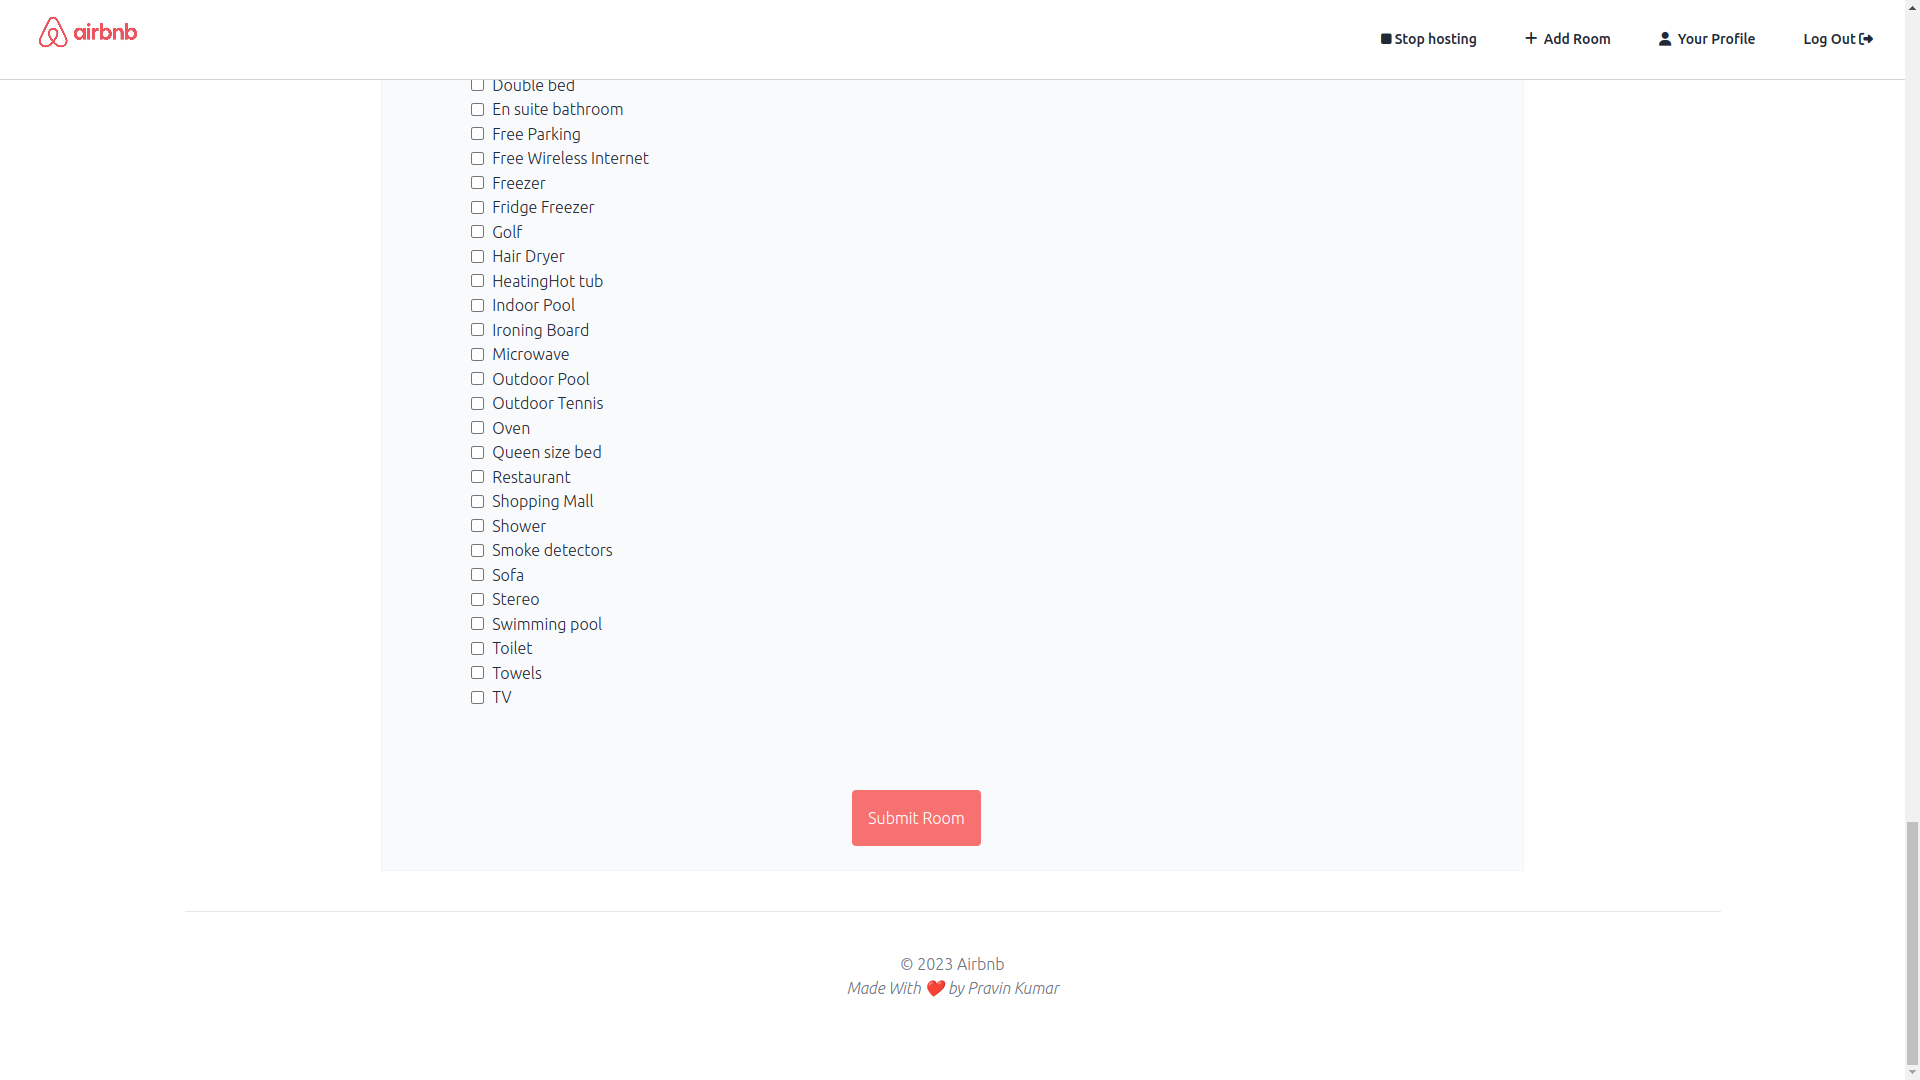 airbnb
Stop hosting
Add Room
Your Profile
Log Out
Double bed
En suite bathroom
Free Parking
Free Wireless Internet
Freezer
Fridge Freezer
Golf
Hair Dryer
HeatingHot tub
Indoor Pool
Ironing Board
Microwave
Outdoor Pool
Outdoor Tennis
Oven
Queen size bed
Restaurant
Shopping Mall
Shower
Smoke detectors
Sofa
Stereo
Swimming pool
Toilet
Towels
TV
Submit Room
© 2023 Airbnb
Made With ❤️ by Pravin Kumar